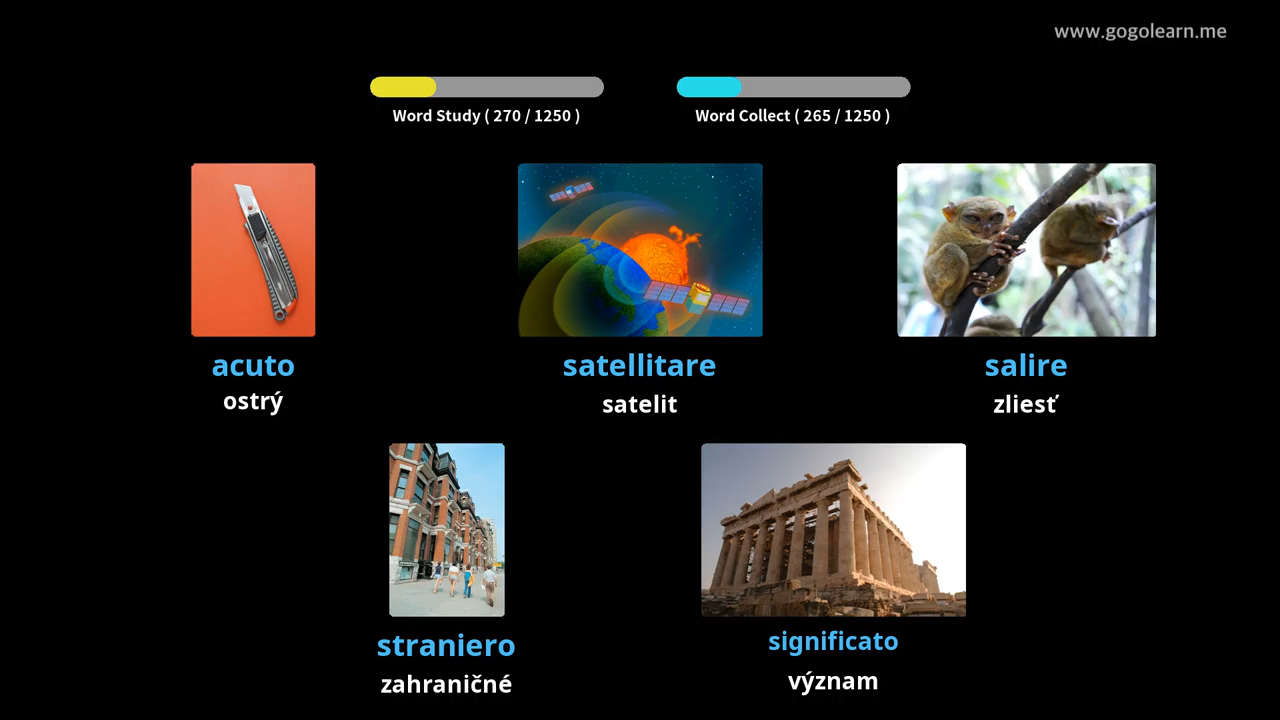 www.gogolearn.me
Word Study ( 270 / 1250 )
Word Collect ( 265 / 1250 )
acuto
ostrý
satellitare
satelit
salire
zliesť
straniero
zahraničné
significato
význam